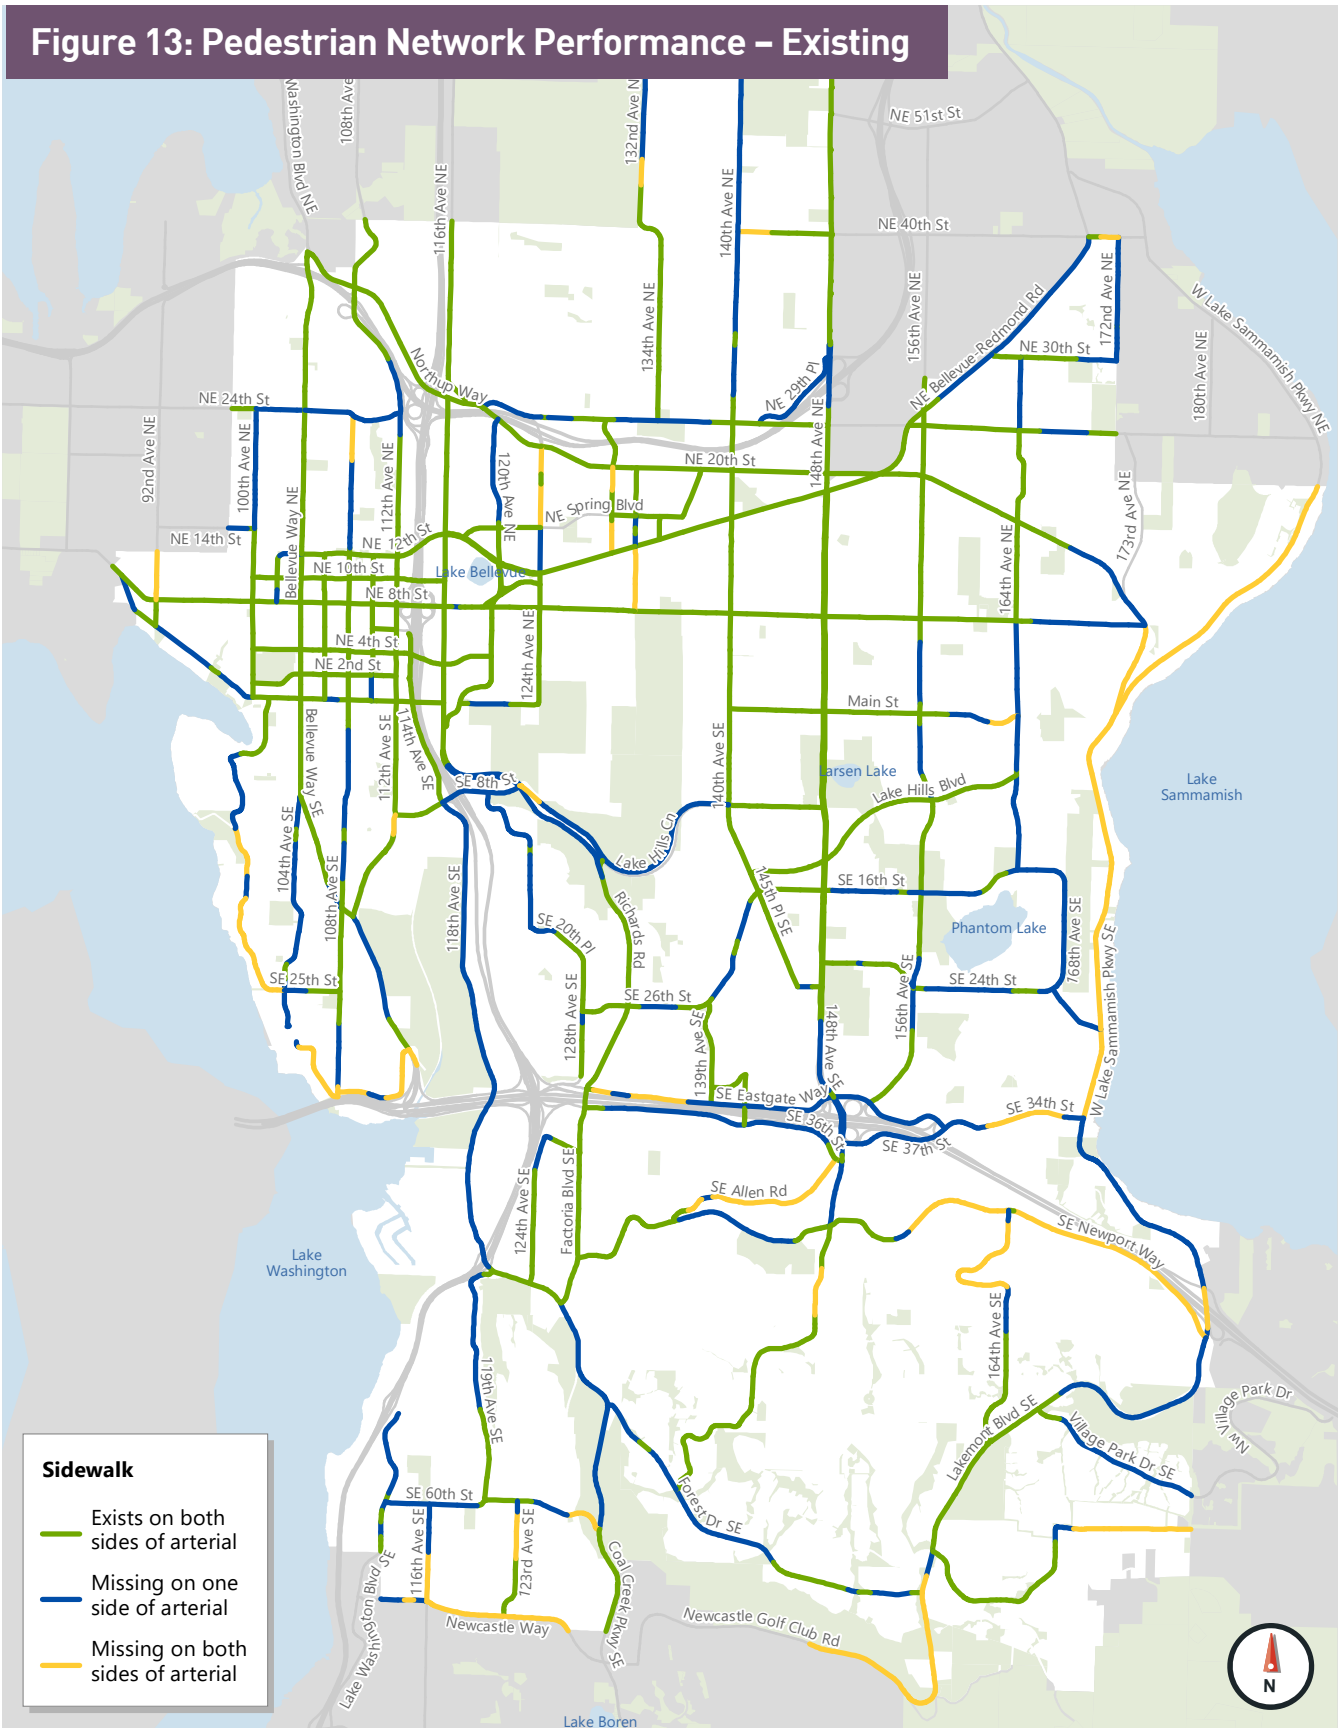 Figure 13: Pedestrian Network Performance – Existing
Washington Blvd NE
108th Ave
116th Ave NE
132nd Ave N
140th Ave NE
NE 51st St
NE 40th St
156th Ave NE
NE Bellevue-Redmond Rd
172nd Ave NE
W Lake Sammamish Pkwy NE
NE 30th St
180th Ave NE
134th Ave NE
Northup Way
NE 29th Pl
NE 24th St
148th Ave NE
92nd Ave NE
100th Ave NE
112th Ave NE
120th Ave NE
NE 20th St
NE Spring Blvd
173rd Ave NE
Bellevue Way NE
NE 14th St
NE 12th St
NE 10th St
Lake Bellevue
NE 8th St
164th Ave NE
NE 4th St
NE 2nd St
124th Ave NE
Main St
Bellevue Way SE
114th Ave SE
112th Ave SE
140th Ave SE
SE 8th St
Larsen Lake
Lake Hills Blvd
Lake
Sammamish
104th Ave SE
Lake Hills Cn
108th Ave SE
118th Ave SE
145th Pl SE
SE 16th St
Richards Rd
SE 20th Pl
Phantom Lake
168th Ave SE
W Lake Sammamish Pkwy SE
SE 25th St
SE 26th St
156th Ave SE
SE 24th St
128th Ave SE
139th Ave SE
148th Ave SE
SE Eastgate Way
SE 36th St
SE 34th St
SE 37th St
124th Ave SE
Factoria Blvd SE
SE Allen Rd
SE Newport Way
Lake
Washington
164th Ave SE
119th Ave SE
Lakemont Blvd SE
Village Park Dr SE
NW Village Park Dr
Forest Dr SE
SE 60th St
116th Ave SE
123rd Ave SE
Coal Creek Pkwy SE
Lake Washington Blvd SE
Newcastle Way
Newcastle Golf Club Rd
Lake Boren
Sidewalk
Exists on both
sides of arterial
Missing on one
side of arterial
Missing on both
sides of arterial
N